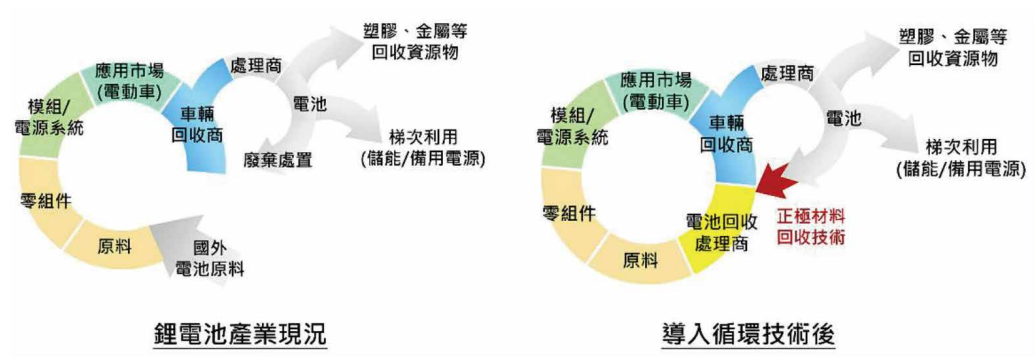 塑膠、金屬等
回收資源物
處理商
應用市場
(電動車)
電池
模組/
電源系統
車輛
回收商
梯次利用
(儲能/備用電源)
廢棄處置
零組件
原料
國外
電池原料
鋰電池產業現況
塑膠、金屬等
回收資源物
處理商
應用市場
(電動車)
電池
模組/
電源系統
車輛
回收商
梯次利用
(儲能/備用電源)
零組件
電池回收
處理商
正極材料
回收技術
原料
導入循環技術後